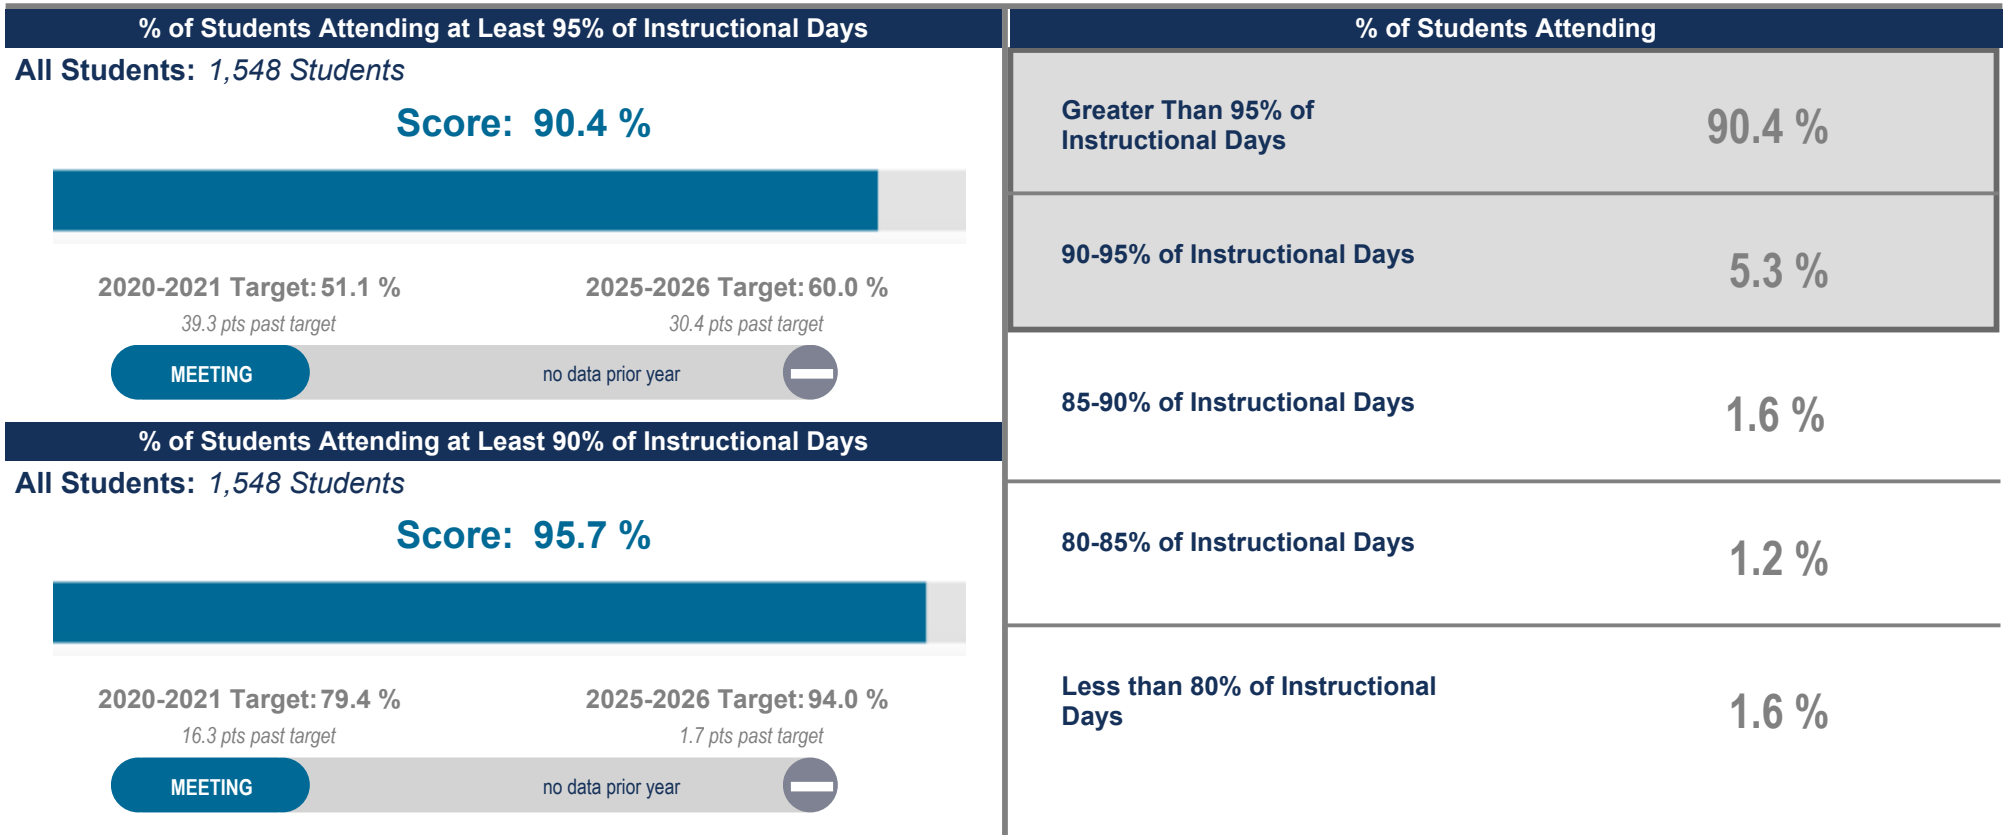 % of Students Attending at Least 95% of Instructional Days
All Students: 1,548 Students
Score: 90.4 %
2020-2021 Target: 51.1 %
39.3 pts past target
2025-2026 Target: 60.0 %
30.4 pts past target
MEETING
no data prior year
% of Students Attending at Least 90% of Instructional Days
All Students: 1,548 Students
Score: 95.7 %
2020-2021 Target: 79.4 %
16.3 pts past target
2025-2026 Target: 94.0 %
1.7 pts past target
MEETING
no data prior year
% of Students Attending
Greater Than 95% of
Instructional Days
90.4 %
90-95% of Instructional Days
5.3 %
85-90% of Instructional Days
1.6 %
80-85% of Instructional Days
1.2 %
Less than 80% of Instructional
Days
1.6 %